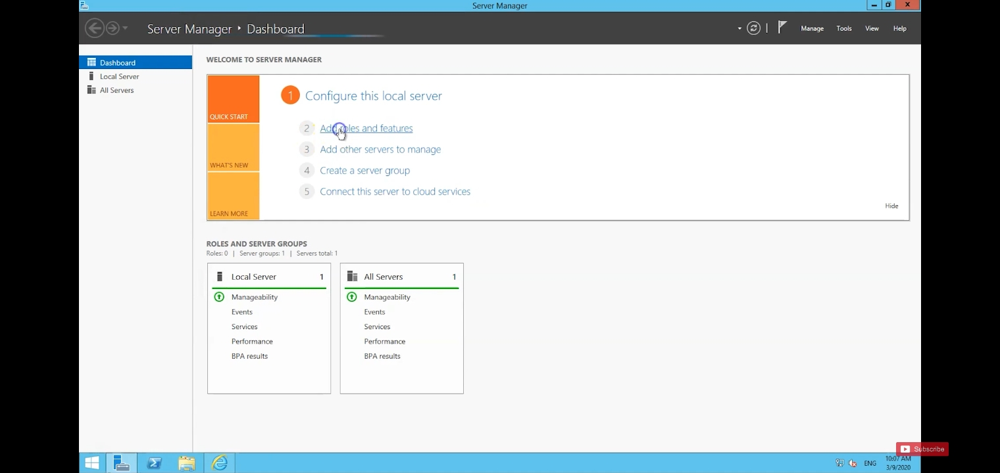 Server Manager
Server Manager ‣ Dashboard
Manage Tools View Help
Dashboard
Local Server
All Servers
WELCOME TO SERVER MANAGER
QUICK START
WHAT'S NEW
LEARN MORE
1 Configure this local server
2 Add roles and features
3 Add other servers to manage
4 Create a server group
5 Connect this server to cloud services
Hide
ROLES AND SERVER GROUPS
Roles: 0 | Server groups: 1 | Servers total: 1
Local Server 1
Manageability
Events
Services
Performance
BPA results
All Servers 1
Manageability
Events
Services
Performance
BPA results
Subscribe
ENG
10:07 AM
3/9/2020